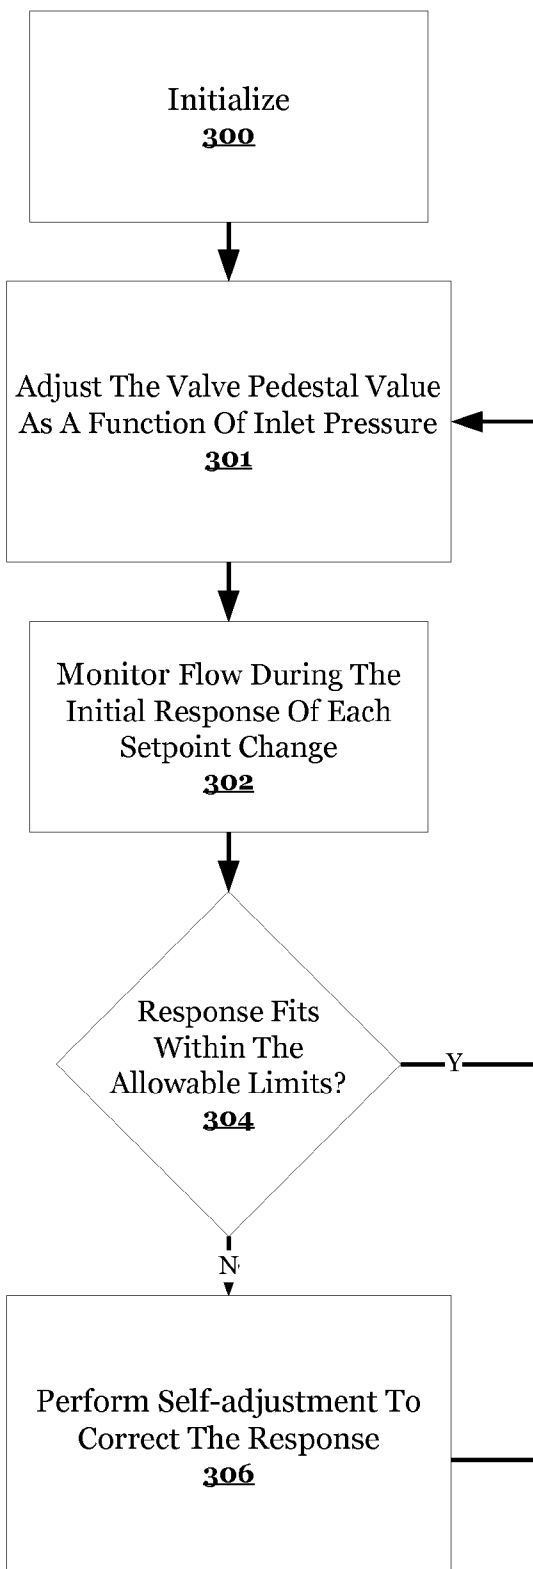 Initialize
300
Adjust The Valve Pedestal Value
As A Function Of Inlet Pressure
301
Monitor Flow During The
Initial Response Of Each
Setpoint Change
302
Response Fits
Within The
Allowable Limits?
304
Y
N
Perform Self-adjustment To
Correct The Response
306